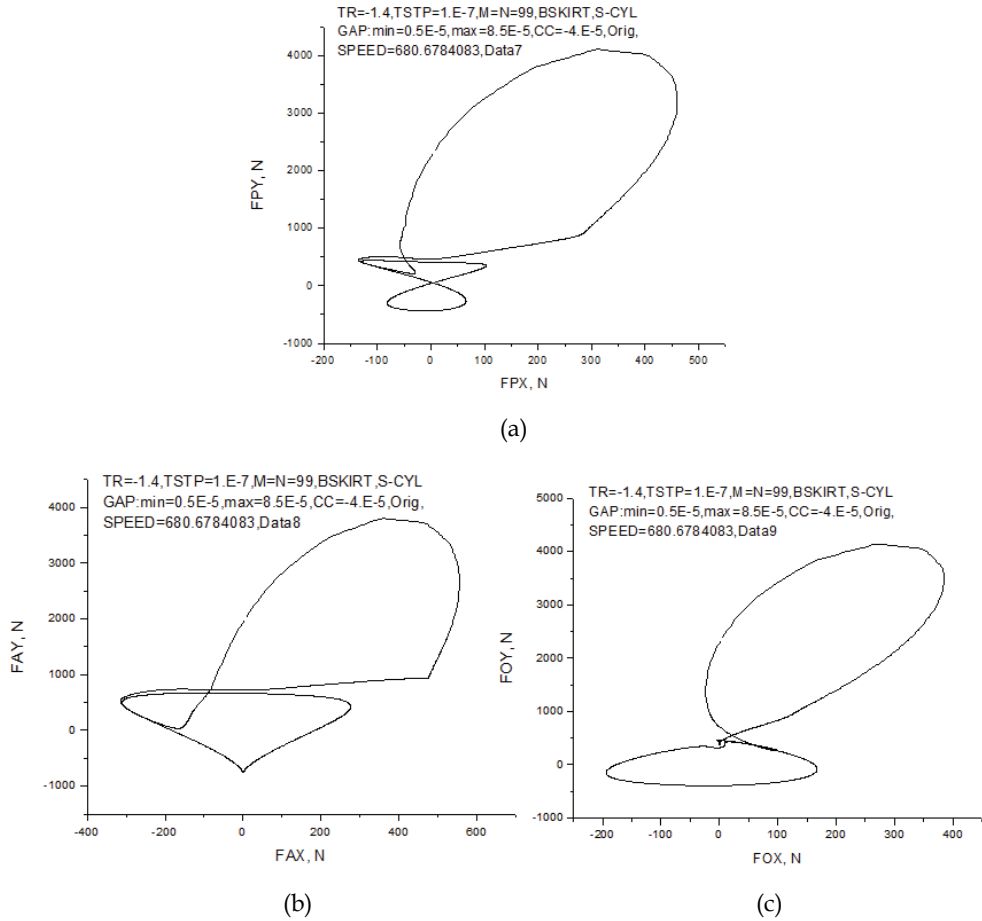 TR=-1.4,TSTP=1.E-7,M=N=99,BSKIRT,S-CYL
GAP:min=0.5E-5,max=8.5E-5,CC=-4.E-5,Orig,
SPEED=680.6784083,Data7
4000
3000
2000
1000
0
-1000
FPY, N
-200
-100
0
100
200
300
400
500
FPX, N
(a)
TR=-1.4,TSTP=1.E-7,M=N=99,BSKIRT,S-CYL
GAP:min=0.5E-5,max=8.5E-5,CC=-4.E-5,Orig,
SPEED=680.6784083,Data8
4000
3000
2000
1000
0
-1000
FAY, N
-400
-200
0
200
400
600
FAX, N
(b)
TR=-1.4,TSTP=1.E-7,M=N=99,BSKIRT,S-CYL
GAP:min=0.5E-5,max=8.5E-5,CC=-4.E-5,Orig,
SPEED=680.6784083,Data9
5000
4000
3000
2000
1000
0
-1000
FOY, N
-200
-100
0
100
200
300
400
FOX, N
(c)